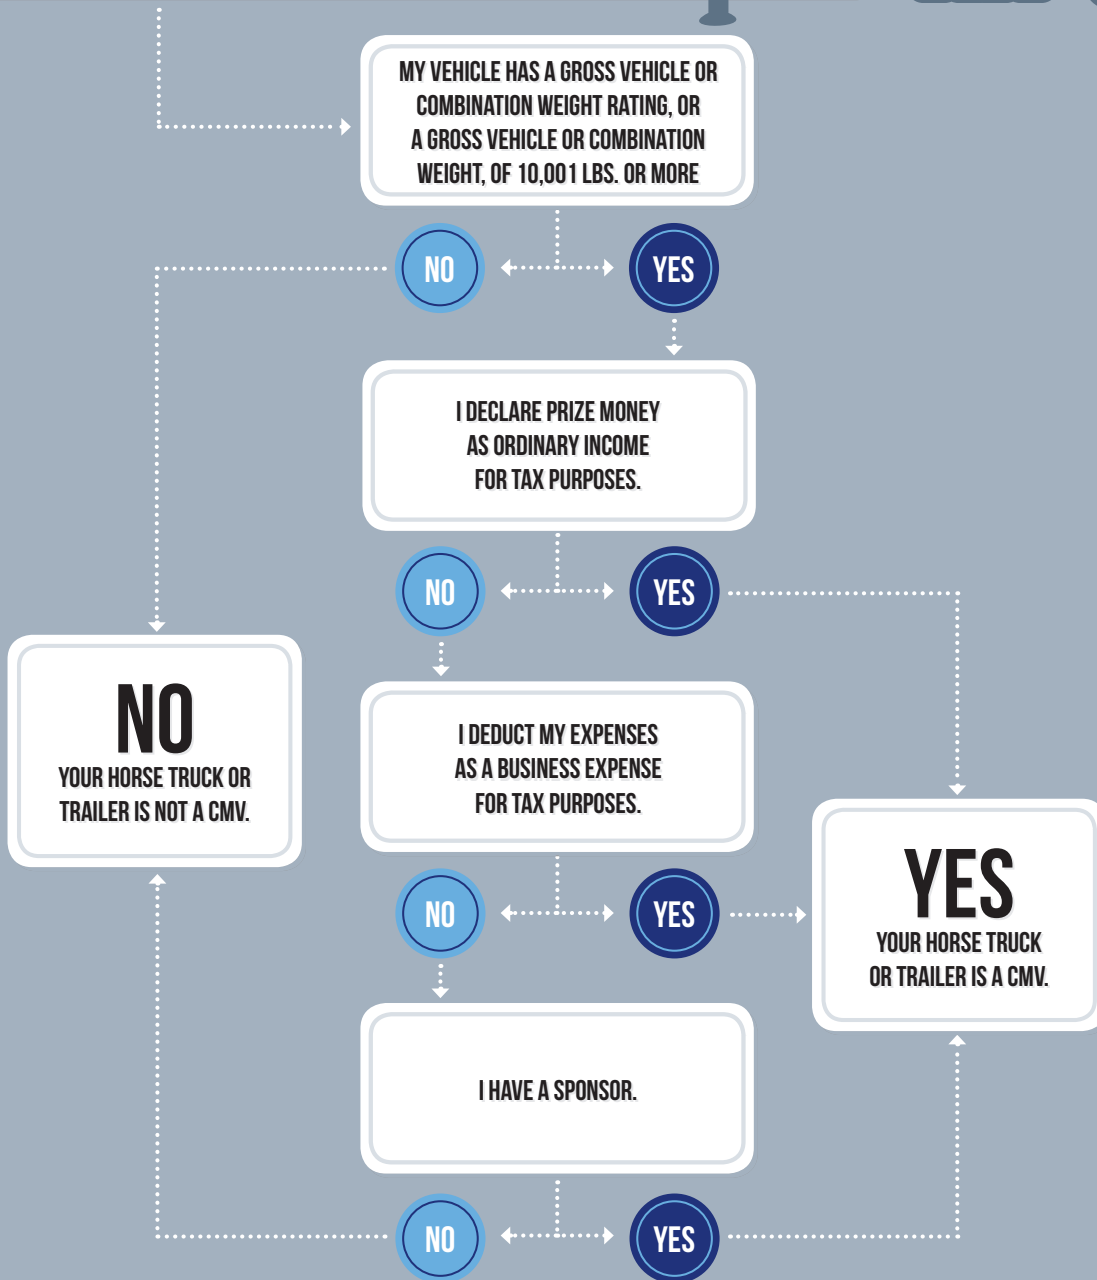 MY VEHICLE HAS A GROSS VEHICLE OR
COMBINATION WEIGHT RATING, OR
A GROSS VEHICLE OR COMBINATION
WEIGHT, OF 10,001 LBS. OR MORE
NO
YES
I DECLARE PRIZE MONEY
AS ORDINARY INCOME
FOR TAX PURPOSES.
NO
YES
NO
YOUR HORSE TRUCK OR
TRAILER IS NOT A CMV.
I DEDUCT MY EXPENSES
AS A BUSINESS EXPENSE
FOR TAX PURPOSES.
NO
YES
YES
YOUR HORSE TRUCK
OR TRAILER IS A CMV.
I HAVE A SPONSOR.
NO
YES